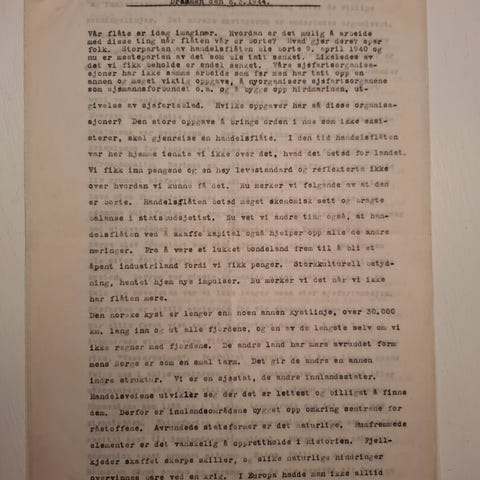 Drammen den 6.3.1944.
Vår flåte er idag imaginær. Hvordan er det mulig å arbeide
med disse ting når flåten vår er borte? Hvad gjør dere? spør
folk. Storparten av handelsflåten ble borte 9. april 1940 og
nu er mesteparten av det som ble tatt senket. Likeledes av
det vi fikk beholde er endel senket. Våre sjøfartsorganisa-
sjoner har ikke samme arbeide som før men har tatt opp en
annen og meget viktig oppgave, å nyorganisere sjøfartsorganene
som sjømannsforbundet o.a. og å bygge opp hirdmarinen, ut-
givelse av sjøfartsblad. Hvilke oppgaver har så disse organisa-
sjoner? Den store oppgave å bringe orden i noe som ikke eksi-
sterer, skal gjenreise en handelsflåte. I den tid handelsflåten
var her hjemme tenkte vi ikke over det, hvad det betød for landet.
Vi fikk inn pengene og en høy levestandard og reflekterte ikke
over hvordan vi kunne få det. Nu merker vi følgende av at den
er borte. Handelsflåten betød meget økonomisk sett og bragte
balanse i statsbudsjettet. Nu vet vi andre ting også, at han-
delsflåten ved å skaffe kapital også hjelper opp alle de andre
næringer. Fra å være et lukket bondeland frem til å bli et
åpent industriland fordi vi fikk penger. Storkulturell betyd-
ning, hentet hjem nye impulser. Nu merker vi det når vi ikke
har flåten mere.
Den norske kyst er lenger enn noen annen kystlinje, over 30.000
km. lang inn og ut alle fjordene, og en av de lengste selv om vi
ikke regner med fjordene. De andre land har mere avrundet form
mens Norge er som en smal tarm. Det gir de andre en annen
indre struktur. Vi er en sjøstat, de andre innlandsstater.
Handelsveiene utvikler seg der det er lettest og billigst å finne
dem. Derfor er innlandsområdene bygget opp omkring sentrene for
råstoffene. Avrundede statsformer er det naturlige. Hunfremmede
elementer er det vanskelig å opprettholde i historien. Fjell-
kjeder skaffet skarpe skiller, og slike naturlige hindringer
overvinnes bare ved en krig. I Europa hadde man ikke alltid